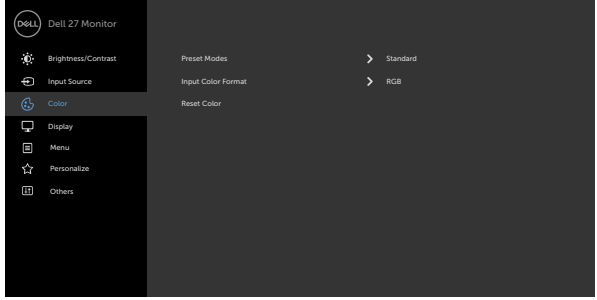 DELL Dell 27 Monitor
Brightness/Contrast Preset Modes Standard
Input Source Input Color Format RGB
Color Reset Color
Display
Menu
Personalize
Others